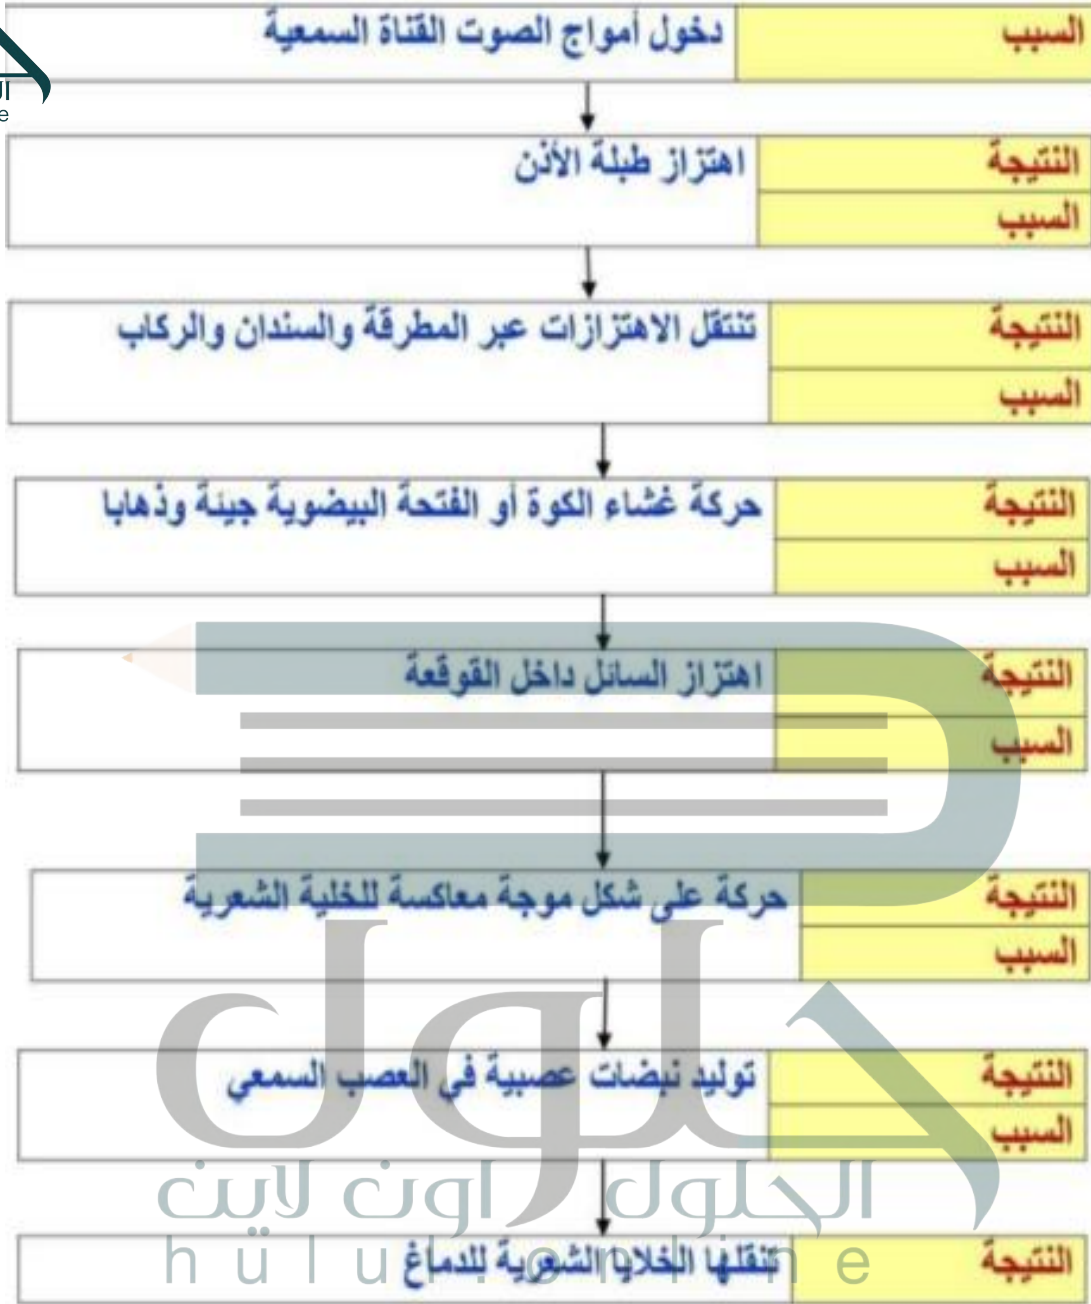 السبب
دخول أمواج الصوت القناة السمعية
النتيجة
السبب
اهتزاز طبلة الأذن
النتيجة
السبب
تنتقل الاهتزازات عبر المطرقة والسندان والركاب
النتيجة
السبب
حركة غشاء الكوة أو الفتحة البيضوية جيئة وذهابا
النتيجة
السبب
اهتزاز السائل داخل القوقعة
النتيجة
السبب
حركة على شكل موجة معاكسة للخلية الشعرية
النتيجة
السبب
توليد نبضات عصبية في العصب السمعي
النتيجة
تنقلها الخلايا الشعرية للدماغ
حلول
الحلول اون لاين
hulul.online